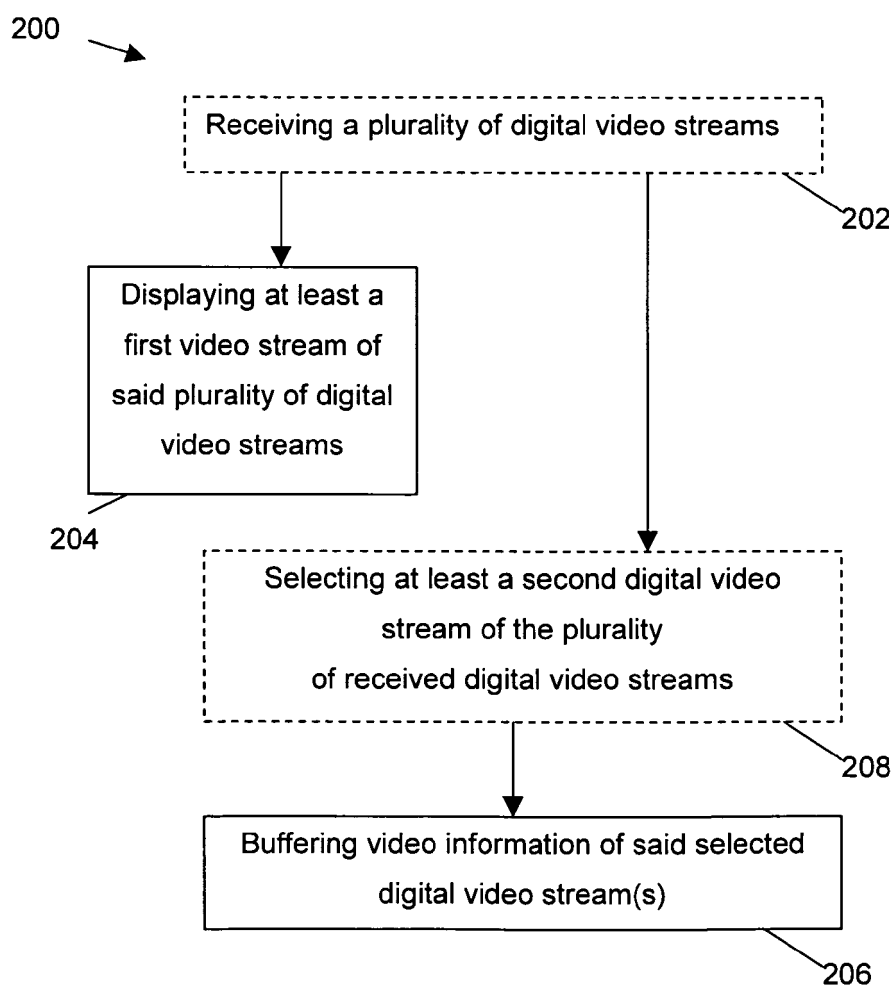 200
Receiving a plurality of digital video streams
202
Displaying at least a
first video stream of
said plurality of digital
video streams
204
Selecting at least a second digital video
stream of the plurality
of received digital video streams
208
Buffering video information of said selected
digital video stream(s)
206